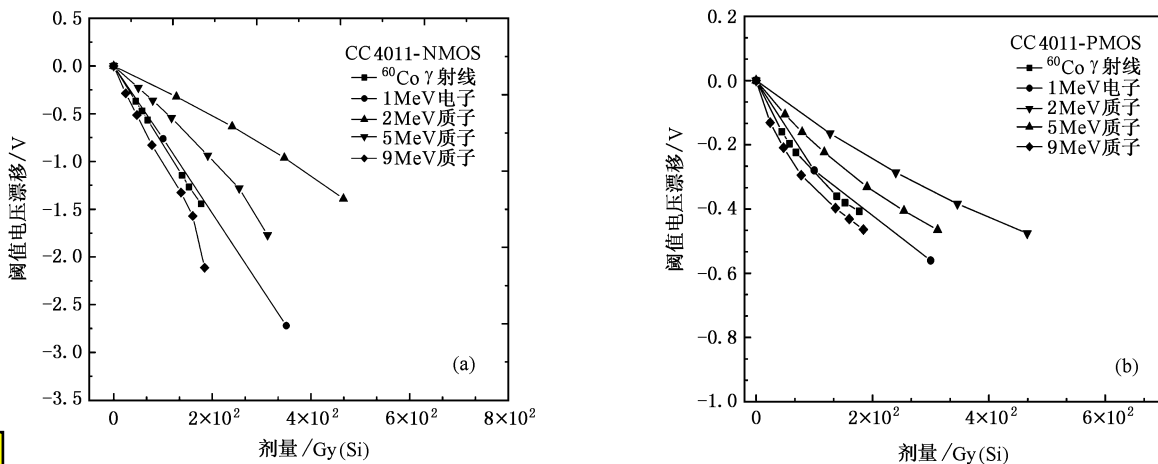 0.5
0.0
-0.5
-1.0
-1.5
-2.0
-2.5
-3.0
-3.5
阈值电压漂移/V
CC4011-NMOS
⁶⁰Co γ射线
1MeV电子
2MeV质子
5MeV质子
9MeV质子
(a)
0
2×10²
4×10²
6×10²
8×10²
剂量/Gy(Si)
0.2
0.0
-0.2
-0.4
-0.6
-0.8
-1.0
阈值电压漂移/V
CC4011-PMOS
⁶⁰Co γ射线
1MeV电子
2MeV质子
5MeV质子
9MeV质子
(b)
0
2×10²
4×10²
6×10²
剂量/Gy(Si)